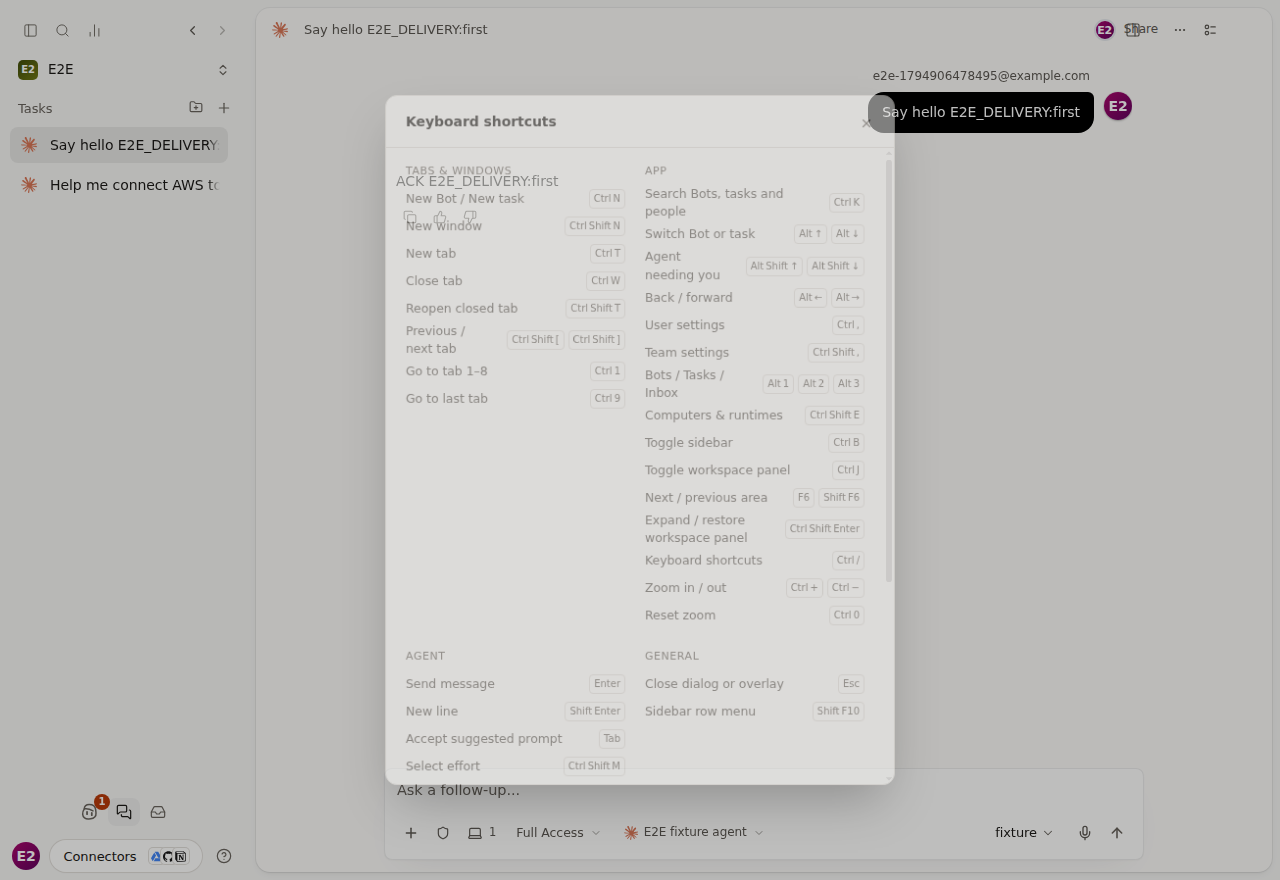 Say hello E2E_DELIVERY:first
E2 Share
E2 E2E
Tasks
Say hello E2E_DELIVERY:
Help me connect AWS to
e2e-1794906478495@example.com
Say hello E2E_DELIVERY:first
E2
ACK E2E_DELIVERY:first
Keyboard shortcuts
TABS & WINDOWS
New Bot / New task Ctrl N
New window Ctrl Shift N
New tab Ctrl T
Close tab Ctrl W
Reopen closed tab Ctrl Shift T
Previous /
next tab Ctrl Shift [ Ctrl Shift ]
Go to tab 1–8 Ctrl 1
Go to last tab Ctrl 9
APP
Search Bots, tasks and
people Ctrl K
Switch Bot or task Alt ↑ Alt ↓
Agent
needing you Alt Shift ↑ Alt Shift ↓
Back / forward Alt ← Alt →
User settings Ctrl ,
Team settings Ctrl Shift ,
Bots / Tasks /
Inbox Alt 1 Alt 2 Alt 3
Computers & runtimes Ctrl Shift E
Toggle sidebar Ctrl B
Toggle workspace panel Ctrl J
Next / previous area F6 Shift F6
Expand / restore
workspace panel Ctrl Shift Enter
Keyboard shortcuts Ctrl /
Zoom in / out Ctrl + Ctrl −
Reset zoom Ctrl 0
AGENT
Send message Enter
New line Shift Enter
Accept suggested prompt Tab
Select effort Ctrl Shift M
GENERAL
Close dialog or overlay Esc
Sidebar row menu Shift F10
Ask a follow-up...
1 Full Access E2E fixture agent fixture
1
E2 Connectors